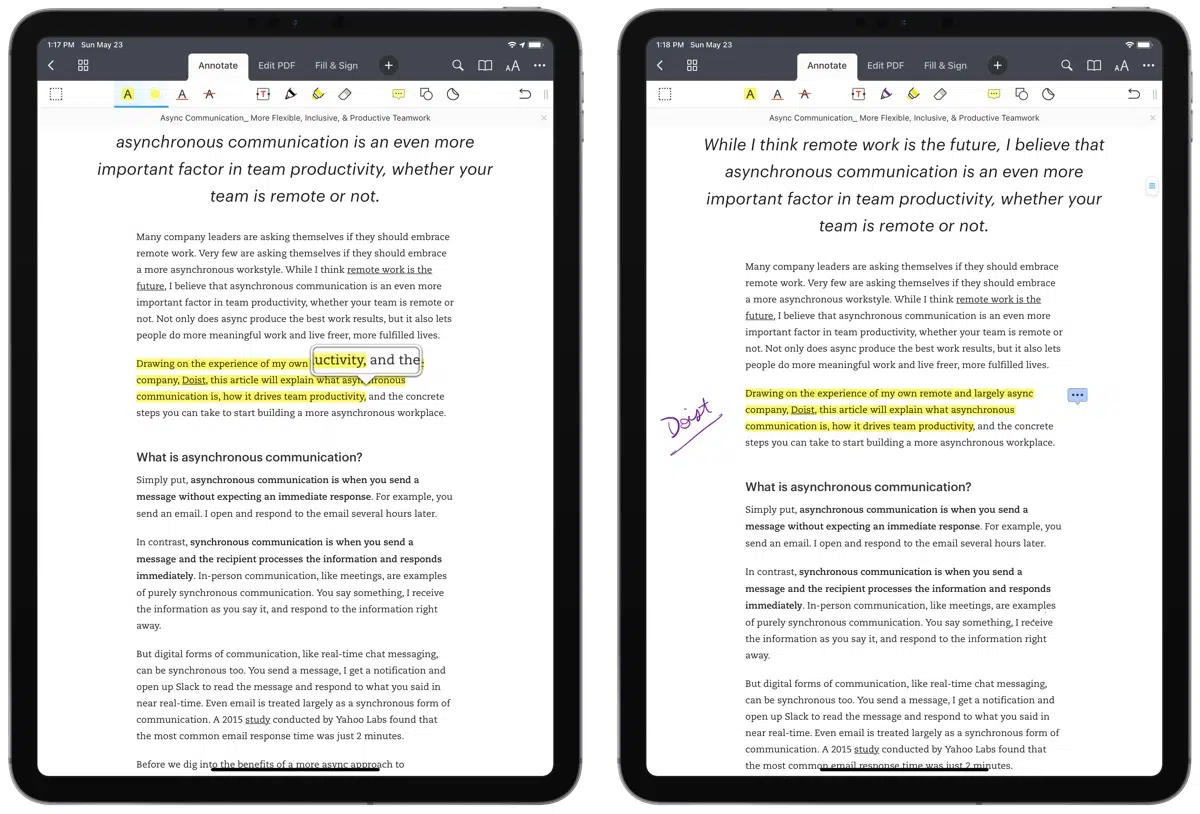 1:17 PM Sun May 23
Annotate Edit PDF Fill & Sign
AA
A A A T
Async Communication_ More Flexible, Inclusive, & Productive Teamwork
asynchronous communication is an even more
important factor in team productivity, whether your
team is remote or not.
Many company leaders are asking themselves if they should embrace
remote work. Very few are asking themselves if they should embrace
a more asynchronous workstyle. While I think remote work is the
future, I believe that asynchronous communication is an even more
important factor in team productivity, whether your team is remote or
not. Not only does async produce the best work results, but it also lets
people do more meaningful work and live freer, more fulfilled lives.
Drawing on the experience of my own
uctivity, and the
company, Doist, this article will explain what asynchronous
communication is, how it drives team productivity, and the concrete
steps you can take to start building a more asynchronous workplace.
What is asynchronous communication?
Simply put, asynchronous communication is when you send a
message without expecting an immediate response. For example, you
send an email. I open and respond to the email several hours later.
In contrast, synchronous communication is when you send a
message and the recipient processes the information and responds
immediately. In-person communication, like meetings, are examples
of purely synchronous communication. You say something, I receive
the information as you say it, and respond to the information right
away.
But digital forms of communication, like real-time chat messaging,
can be synchronous too. You send a message, I get a notification and
open up Slack to read the message and respond to what you said in
near real-time. Even email is treated largely as a synchronous form of
communication. A 2015 study conducted by Yahoo Labs found that
the most common email response time was just 2 minutes.
Before we dig into the benefits of a more async approach to
1:18 PM Sun May 23
Annotate Edit PDF Fill & Sign
AA
A A A T
Async Communication_ More Flexible, Inclusive, & Productive Teamwork
While I think remote work is the future, I believe that
asynchronous communication is an even more
important factor in team productivity, whether your
team is remote or not.
Many company leaders are asking themselves if they should embrace
remote work. Very few are asking themselves if they should embrace
a more asynchronous workstyle. While I think remote work is the
future, I believe that asynchronous communication is an even more
important factor in team productivity, whether your team is remote or
not. Not only does async produce the best work results, but it also lets
people do more meaningful work and live freer, more fulfilled lives.
Drawing on the experience of my own remote and largely async
company, Doist, this article will explain what asynchronous
communication is, how it drives team productivity, and the concrete
steps you can take to start building a more asynchronous workplace.
Doist
What is asynchronous communication?
Simply put, asynchronous communication is when you send a
message without expecting an immediate response. For example, you
send an email. I open and respond to the email several hours later.
In contrast, synchronous communication is when you send a
message and the recipient processes the information and responds
immediately. In-person communication, like meetings, are examples
of purely synchronous communication. You say something, I receive
the information as you say it, and respond to the information right
away.
But digital forms of communication, like real-time chat messaging,
can be synchronous too. You send a message, I get a notification and
open up Slack to read the message and respond to what you said in
near real-time. Even email is treated largely as a synchronous form of
communication. A 2015 study conducted by Yahoo Labs found that
the most common email response time was just 2 minutes.